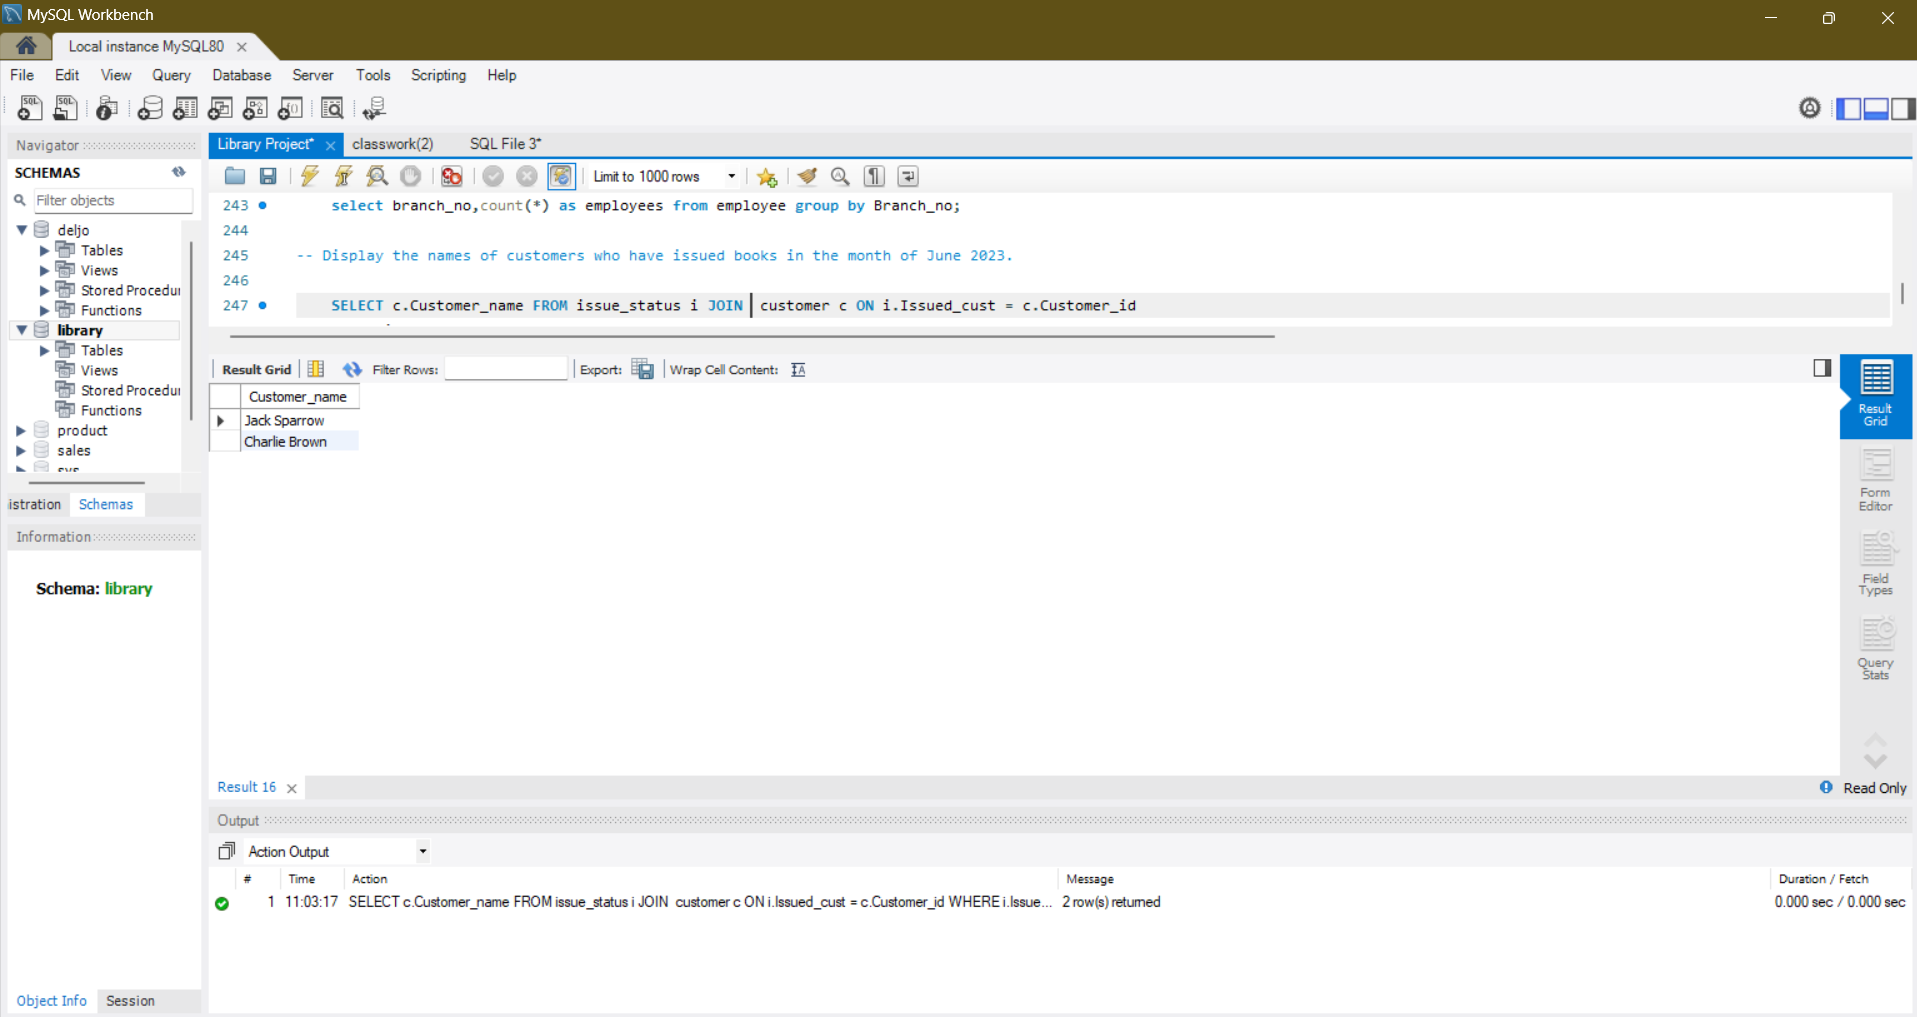 MySQL Workbench
Local instance MySQL80
File Edit View Query Database Server Tools Scripting Help
Navigator
SCHEMAS
Filter objects
deljo
Tables
Views
Stored Procedur
Functions
library
Tables
Views
Stored Procedur
Functions
product
sales
sys
istration Schemas
Information
Schema: library
Object Info Session
Library Project* classwork(2) SQL File 3*
Limit to 1000 rows
243 select branch_no,count(*) as employees from employee group by Branch_no;
244
245 -- Display the names of customers who have issued books in the month of June 2023.
246
247 SELECT c.Customer_name FROM issue_status i JOIN customer c ON i.Issued_cust = c.Customer_id
Result Grid Filter Rows: Export: Wrap Cell Content:
Customer_name
Jack Sparrow
Charlie Brown
Result Grid
Form Editor
Field Types
Query Stats
Result 16 Read Only
Output
Action Output
# Time Action Message Duration / Fetch
1 11:03:17 SELECT c.Customer_name FROM issue_status i JOIN customer c ON i.Issued_cust = c.Customer_id WHERE i.Issue... 2 row(s) returned 0.000 sec / 0.000 sec